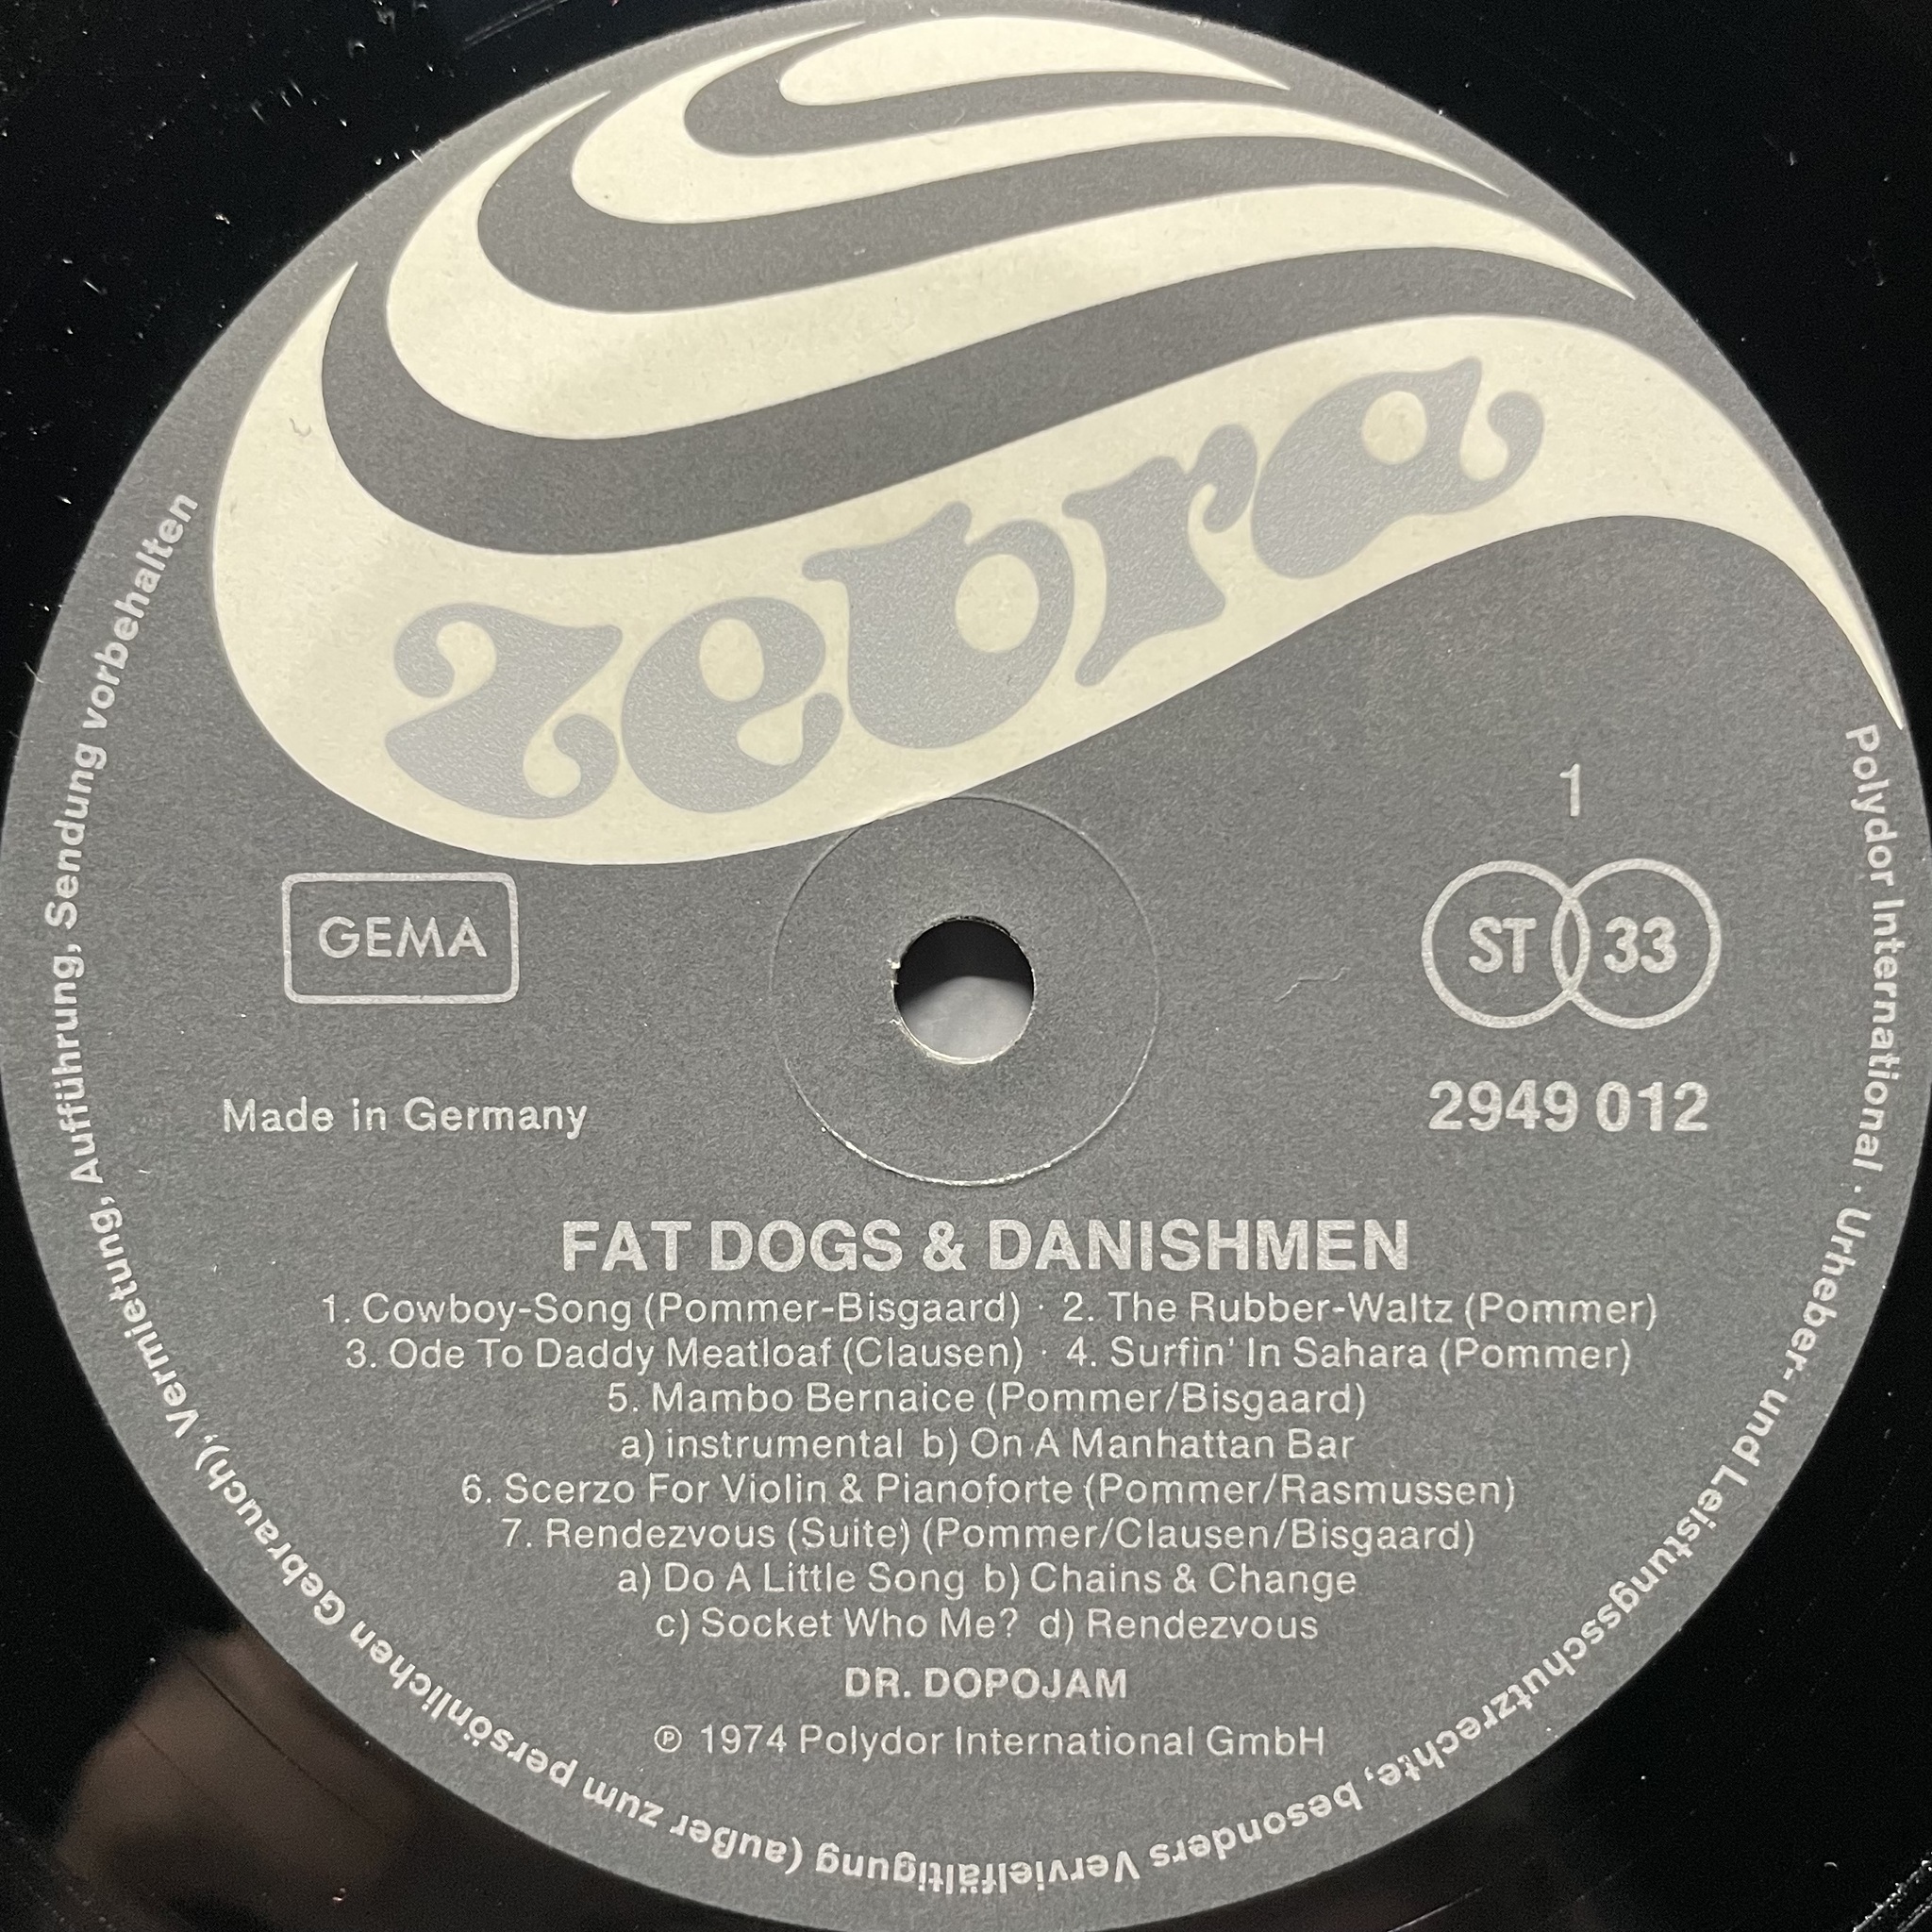 zebra
1
GEMA
ST 33
Made in Germany
2949 012
FAT DOGS & DANISHMEN
1. Cowboy-Song (Pommer-Bisgaard) · 2. The Rubber-Waltz (Pommer)
3. Ode To Daddy Meatloaf (Clausen) · 4. Surfin' In Sahara (Pommer)
5. Mambo Bernaice (Pommer/Bisgaard)
a) instrumental b) On A Manhattan Bar
6. Scerzo For Violin & Pianoforte (Pommer/Rasmussen)
7. Rendezvous (Suite) (Pommer/Clausen/Bisgaard)
a) Do A Little Song b) Chains & Change
c) Socket Who Me? d) Rendezvous
DR. DOPOJAM
℗ 1974 Polydor International GmbH
Polydor International · Urheber- und Leistungsschutzrechte, besonders Vervielfältigung (außer zum persönlichen Gebrauch), Vermietung, Aufführung, Sendung vorbehalten